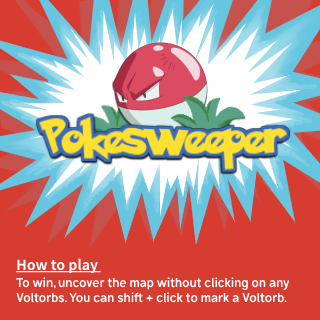 Pokesweeper
How to play
To win, uncover the map without clicking on any
Voltorbs. You can shift + click to mark a Voltorb.